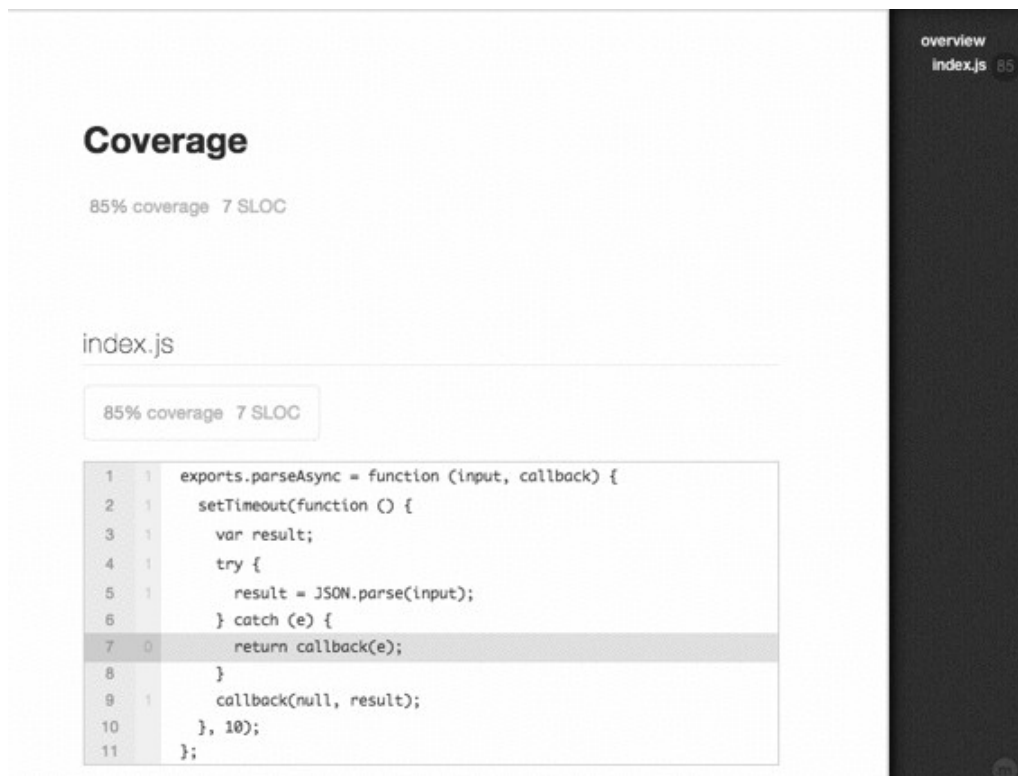 overview
index.js 85
Coverage
85% coverage 7 SLOC
index.js
85% coverage 7 SLOC
1 1 exports.parseAsync = function (input, callback) {
2 1 setTimeout(function () {
3 1 var result;
4 1 try {
5 1 result = JSON.parse(input);
6 } catch (e) {
7 0 return callback(e);
8 }
9 1 callback(null, result);
10 }, 10);
11 };